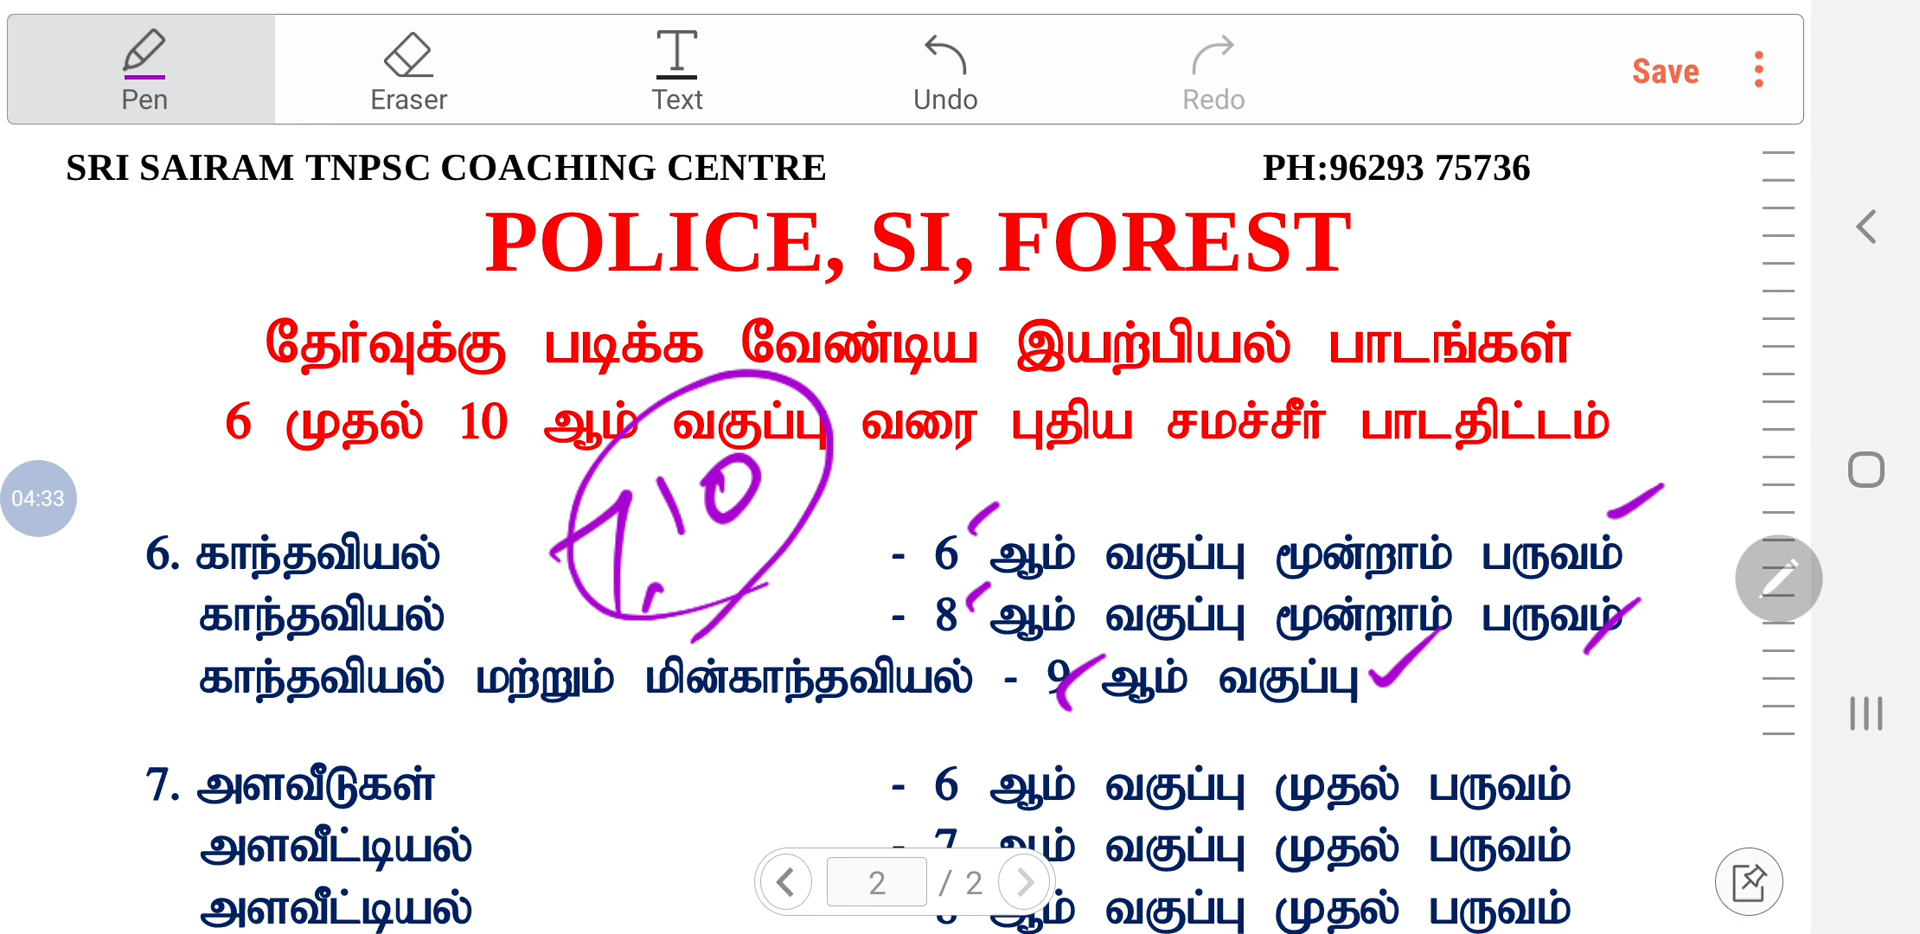 Pen Eraser Text Undo Redo Save
SRI SAIRAM TNPSC COACHING CENTRE PH:96293 75736
POLICE, SI, FOREST
தேர்வுக்கு படிக்க வேண்டிய இயற்பியல் பாடங்கள்
6 முதல் 10 ஆம் வகுப்பு வரை புதிய சமச்சீர் பாடதிட்டம்
04:33
7, 10
6. காந்தவியல் - 6 ஆம் வகுப்பு மூன்றாம் பருவம்
காந்தவியல் - 8 ஆம் வகுப்பு மூன்றாம் பருவம்
காந்தவியல் மற்றும் மின்காந்தவியல் - 9 ஆம் வகுப்பு
7. அளவீடுகள் - 6 ஆம் வகுப்பு முதல் பருவம்
அளவீட்டியல் - 7 ஆம் வகுப்பு முதல் பருவம்
2 / 2
அளவீட்டியல் ஆம் வகுப்பு முதல் பருவம்